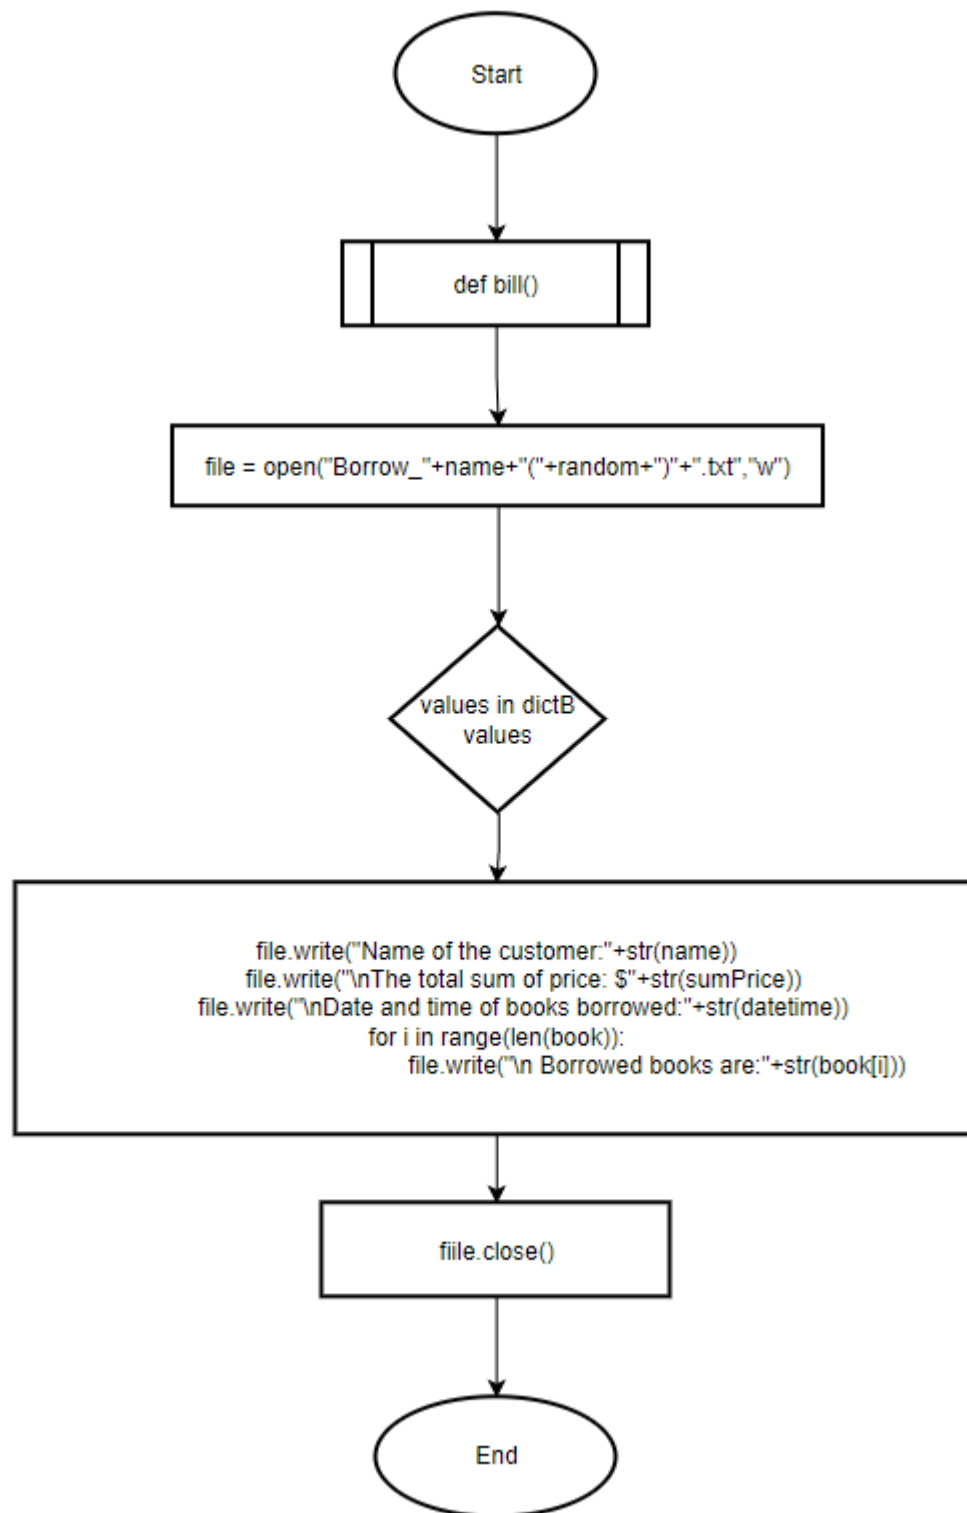 Start
def bill()
file = open("Borrow_"+name+"("+random+")"+".txt","w")
values in dictB
values
file.write("Name of the customer:"+str(name))
file.write("\nThe total sum of price: $"+str(sumPrice))
file.write("\nDate and time of books borrowed:"+str(datetime))
for i in range(len(book)):
file.write("\n Borrowed books are:"+str(book[i]))
fiile.close()
End